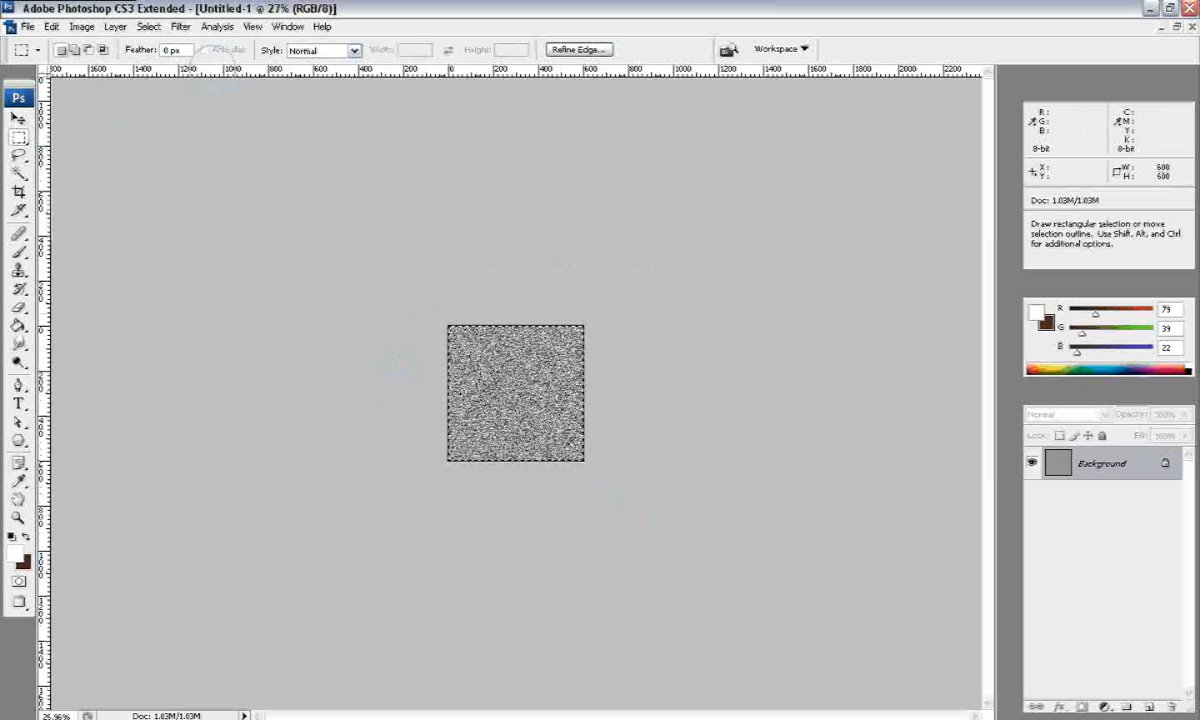 Adobe Photoshop CS3 Extended - [Untitled-1 @ 27% (RGB/8)]
File Edit Image Layer Select Filter Analysis View Window Help
Feather: 0 px Style: Normal Width: Height: Refine Edge... Workspace
1600 1400 1200 1000 800 600 400 200 0 200 400 600 800 1000 1200 1400 1600 1800 2000 2200
Ps
R: C:
G: M:
B: Y:
K:
8-bit 8-bit
X: W: 600
Y: H: 600
Doc: 1.03M/1.03M
Draw rectangular selection or move
selection outline. Use Shift, Alt, and Ctrl
for additional options.
R 79
G 39
B 22
Normal Opacity: 100%
Lock: Fill: 100%
Background
T
25.96% Doc: 1.03M/1.03M